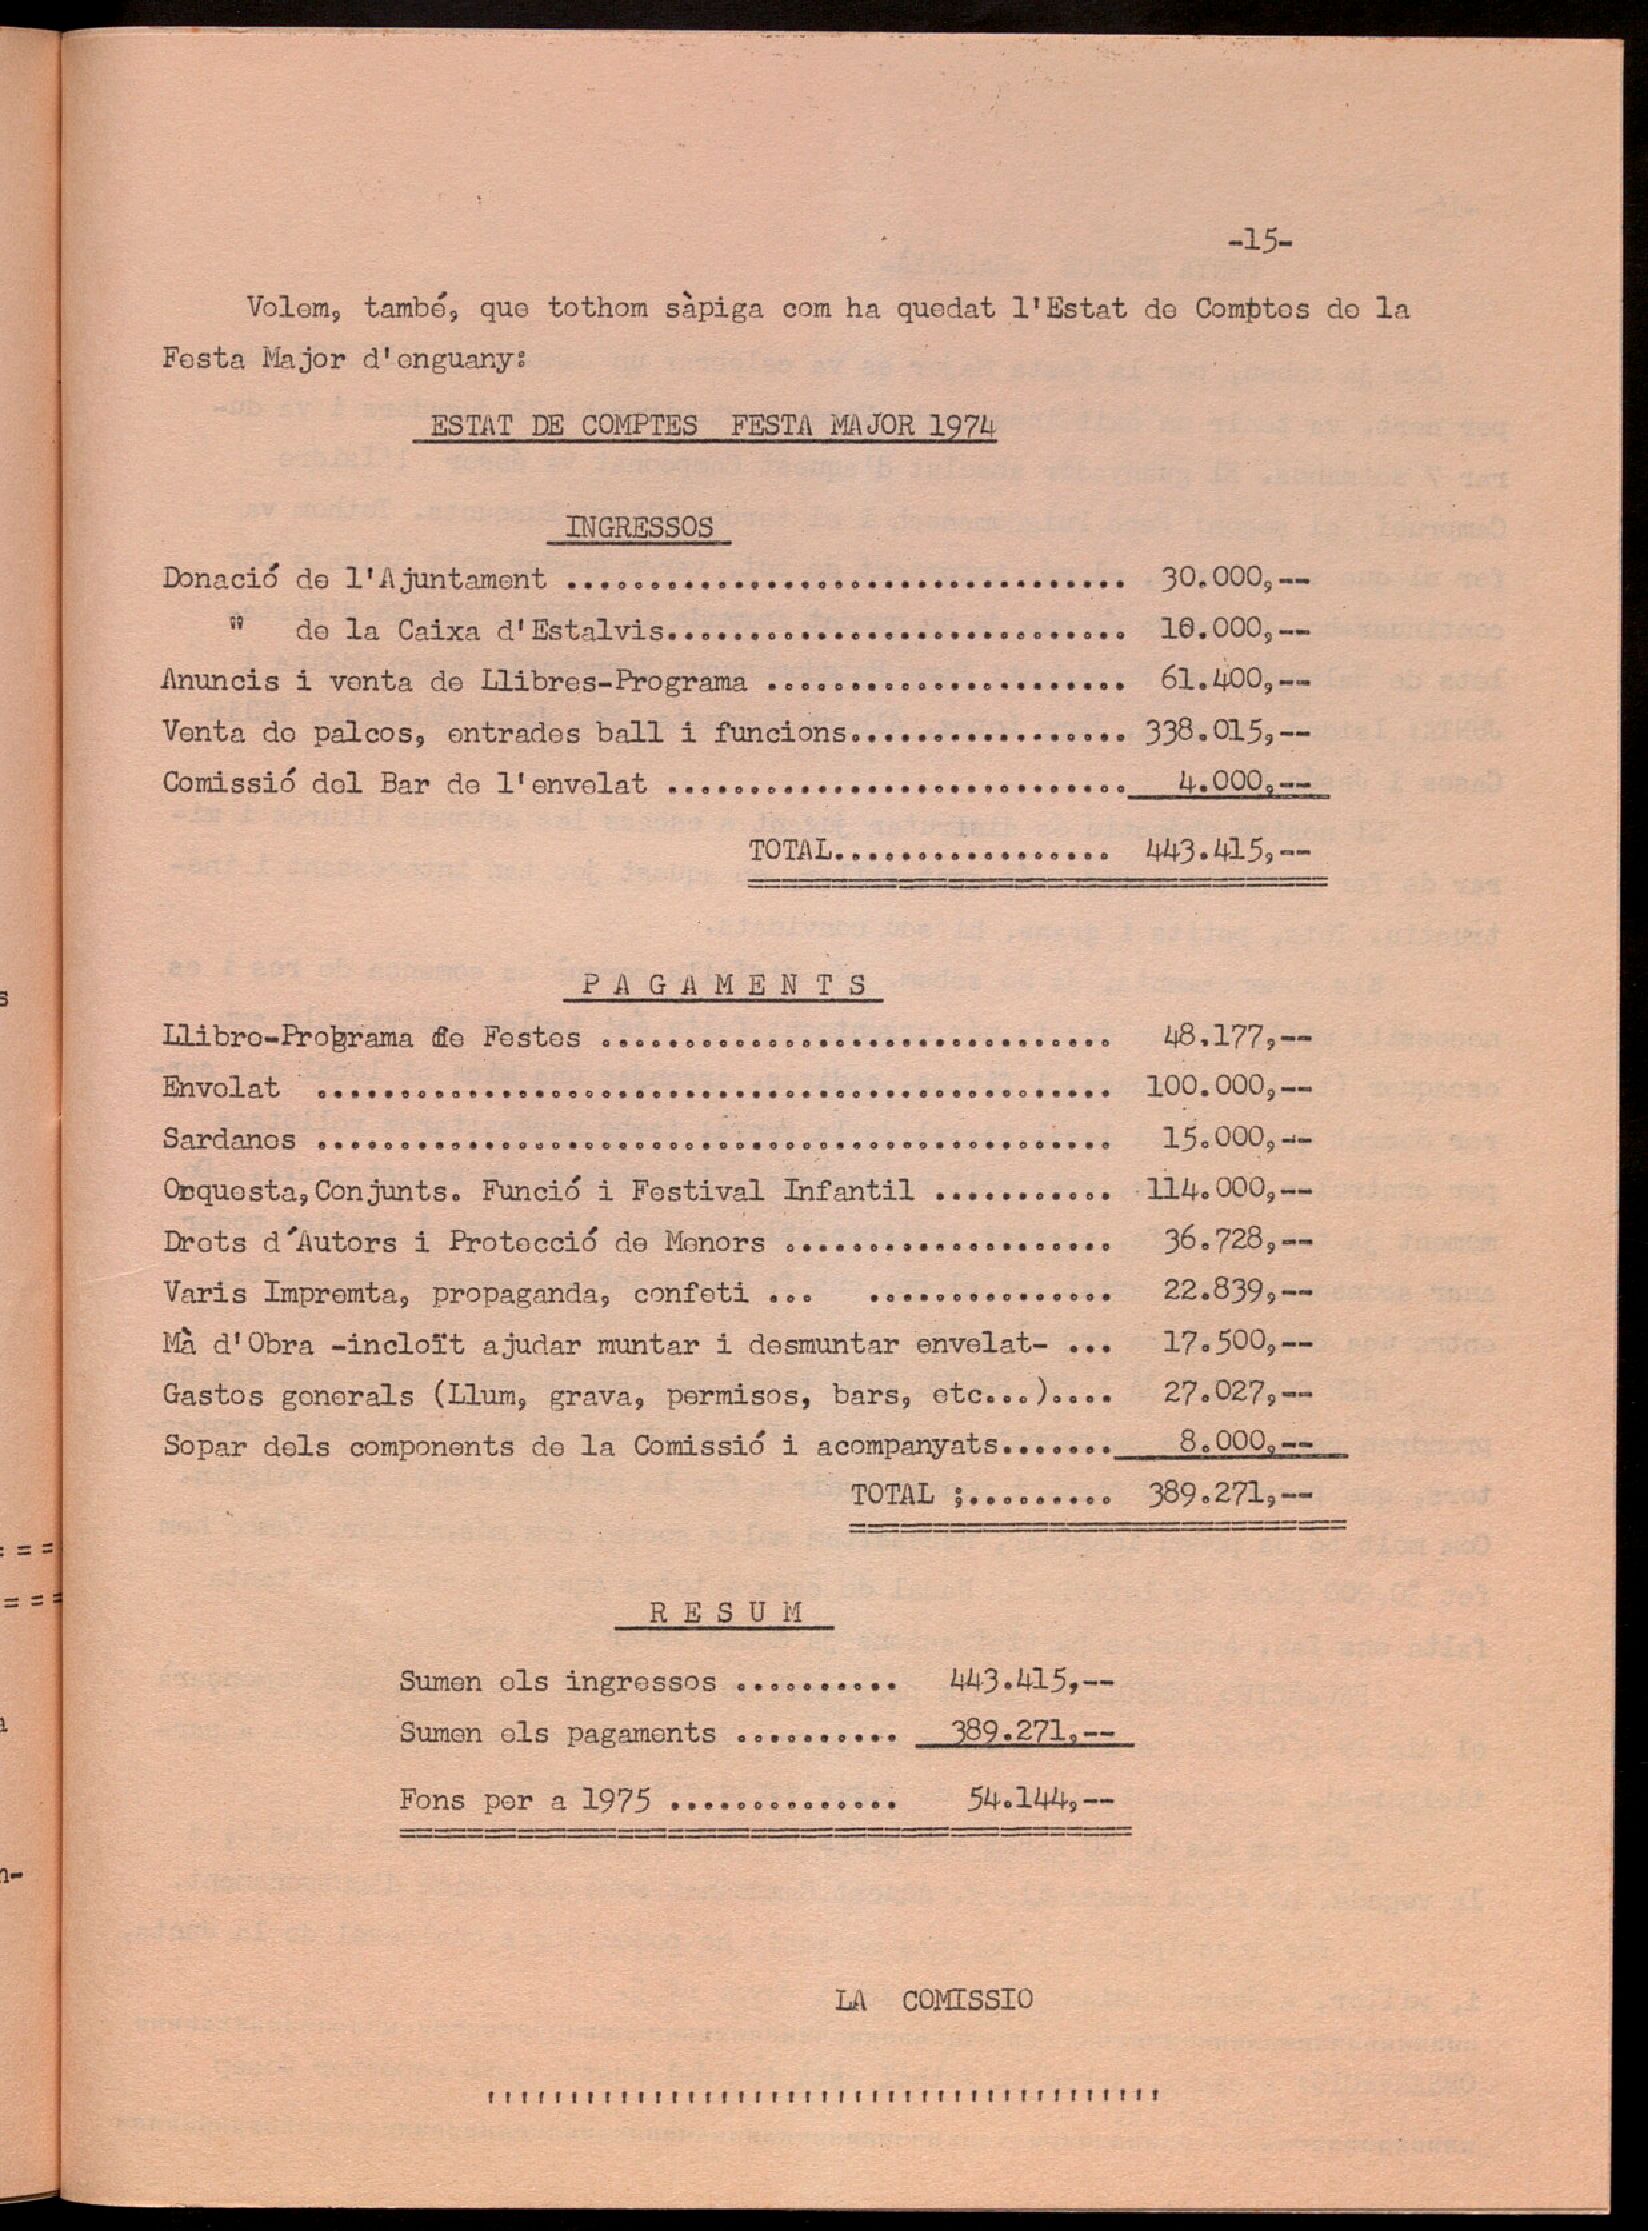 -15-
Volem, també, que tothom sàpiga com ha quedat l'Estat de Comptes de la
Festa Major d'enguany:
ESTAT DE COMPTES FESTA MAJOR 1974
INGRESSOS
Donació de l'Ajuntament .................................. 30.000,--
" de la Caixa d'Estalvis............................ 10.000,--
Anuncis i venta de Llibres-Programa ...................... 61.400,--
Venta de palcos, entrades ball i funcions................. 338.015,--
Comissió del Bar de l'envelat ............................ 4.000,--
TOTAL................. 443.415,--
PAGAMENTS
Llibre-Programa de Festes ............................... 48.177,--
Envelat ................................................ 100.000,--
Sardanes ................................................ 15.000,--
Orquesta, Conjunts. Funció i Festival Infantil ........... 114.000,--
Drets d'Autors i Protecció de Menors .................... 36.728,--
Varis Impremta, propaganda, confeti ... ............... 22.839,--
Mà d'Obra -incloït ajudar muntar i desmuntar envelat- ... 17.500,--
Gastos generals (Llum, grava, permisos, bars, etc...).... 27.027,--
Sopar dels components de la Comissió i acompanyats....... 8.000,--
TOTAL ;......... 389.271,--
RESUM
Sumen els ingressos .......... 443.415,--
Sumen els pagaments .......... 389.271,--
Fons per a 1975 .............. 54.144,--
LA COMISSIO